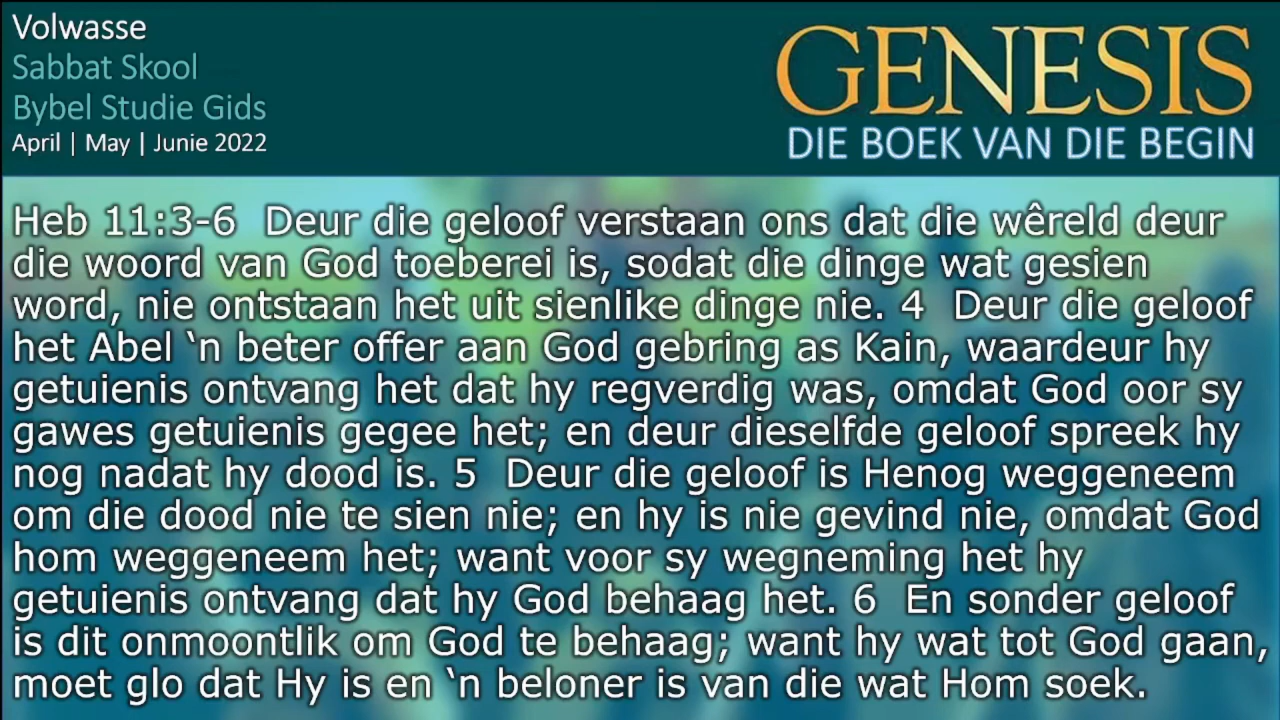 Volwasse
Sabbat Skool
Bybel Studie Gids
April | May | Junie 2022
GENESIS
DIE BOEK VAN DIE BEGIN
Heb 11:3-6  Deur die geloof verstaan ons dat die wêreld deur
die woord van God toeberei is, sodat die dinge wat gesien
word, nie ontstaan het uit sienlike dinge nie. 4  Deur die geloof
het Abel ‘n beter offer aan God gebring as Kain, waardeur hy
getuienis ontvang het dat hy regverdig was, omdat God oor sy
gawes getuienis gegee het; en deur dieselfde geloof spreek hy
nog nadat hy dood is. 5  Deur die geloof is Henog weggeneem
om die dood nie te sien nie; en hy is nie gevind nie, omdat God
hom weggeneem het; want voor sy wegneming het hy
getuienis ontvang dat hy God behaag het. 6  En sonder geloof
is dit onmoontlik om God te behaag; want hy wat tot God gaan,
moet glo dat Hy is en ‘n beloner is van die wat Hom soek.